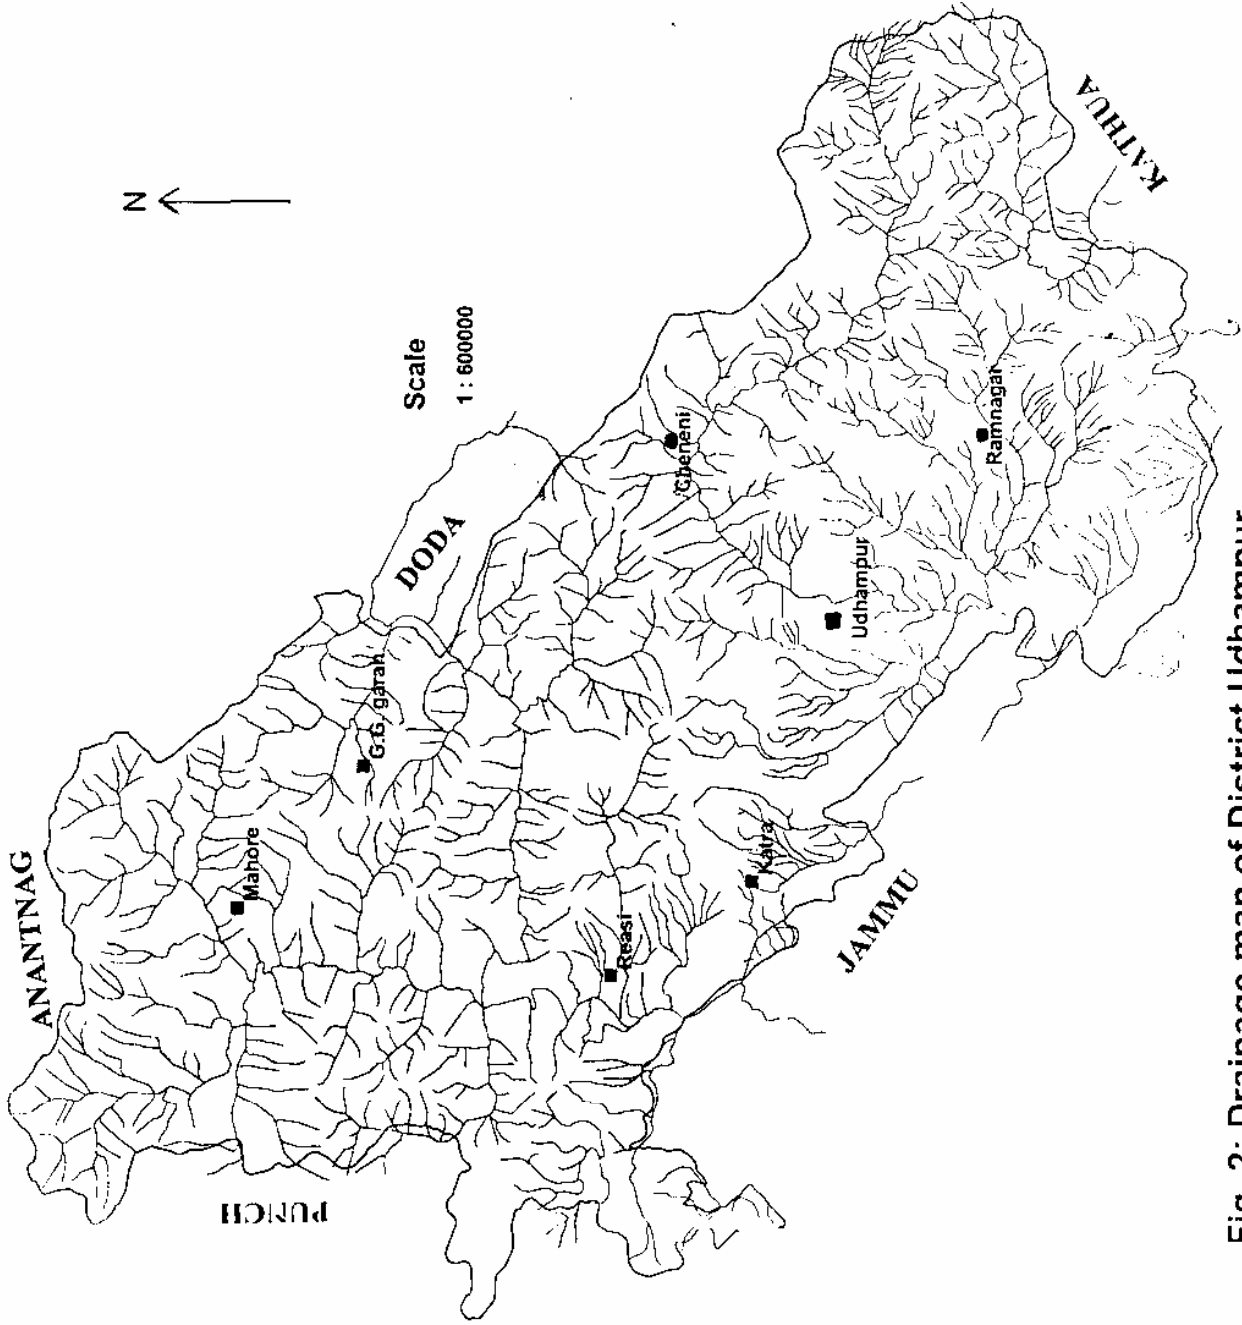 N
Scale
1 : 600000
ANANTNAG
DODA
KATHUA
JAMMU
PUNCH
Mahore
G.G. garah
Gheneni
Reasi
Katra
Udhampur
Ramnagar
Fig. 2: Drainage map of District Udhampur